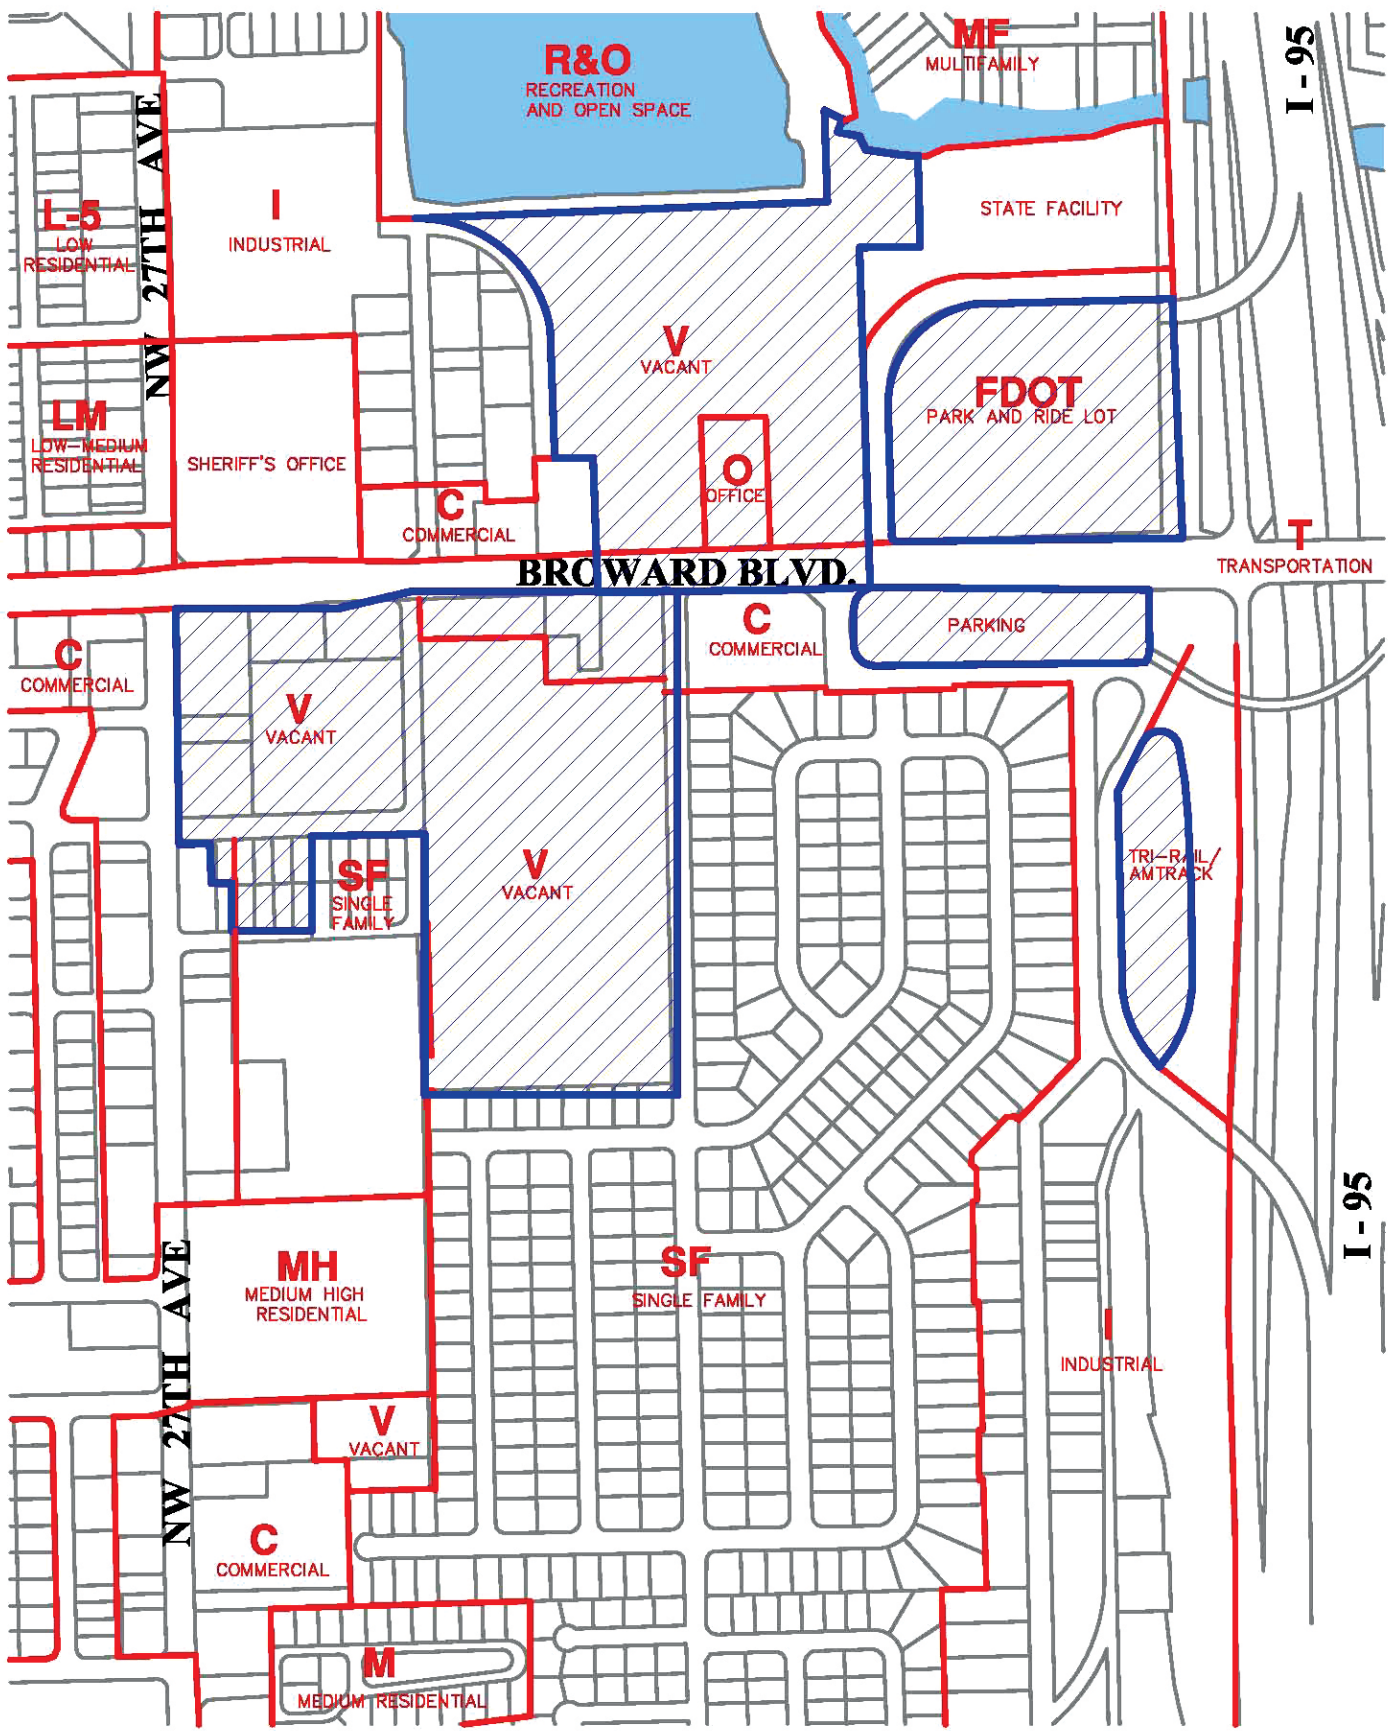 R&O
RECREATION
AND OPEN SPACE
MF
MULTIFAMILY
I - 95
NW 27TH AVE
L-5
LOW
RESIDENTIAL
I
INDUSTRIAL
STATE FACILITY
V
VACANT
FDOT
PARK AND RIDE LOT
LM
LOW-MEDIUM
RESIDENTIAL
SHERIFF'S OFFICE
C
COMMERCIAL
O
OFFICE
T
TRANSPORTATION
BROWARD BLVD.
C
COMMERCIAL
C
COMMERCIAL
PARKING
V
VACANT
SF
SINGLE
FAMILY
V
VACANT
TRI-RAIL/
AMTRACK
I - 95
NW 27TH AVE
MH
MEDIUM HIGH
RESIDENTIAL
SF
SINGLE FAMILY
I
INDUSTRIAL
V
VACANT
C
COMMERCIAL
M
MEDIUM RESIDENTIAL